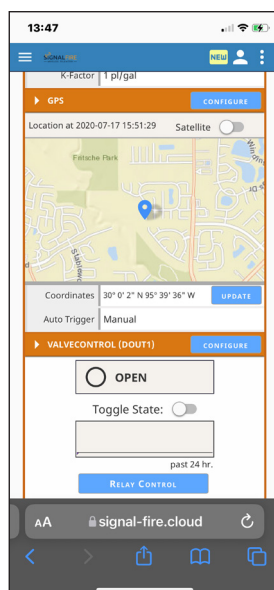 13:47
SIGNALFIRE
NEW
K-Factor 1 pl/gal
GPS CONFIGURE
Location at 2020-07-17 15:51:29 Satellite
Fritsche Park
Coordinates 30° 0' 2" N 95° 39' 36" W UPDATE
Auto Trigger Manual
VALVECONTROL (DOUT1) CONFIGURE
OPEN
Toggle State:
past 24 hr.
RELAY CONTROL
AA signal-fire.cloud